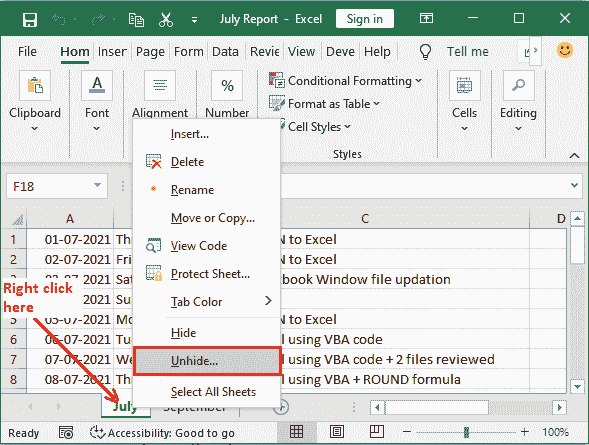 July Report - Excel
Sign in
File Hom Inser Page Form Data Revie View Deve Help Tell me
Clipboard
Font
Alignment
%
Number
Conditional Formatting
Format as Table
Cell Styles
Styles
Cells
Editing
F18
A C D
1 01-07-2021 Th N to Excel
2 02-07-2021 Fri N to Excel
-2021 Sat book Window file updation
2021 Su
5 05-07-2021 Mo N to Excel
6 06-07-2021 Tu l using VBA code
7 07-07-2021 We l using VBA code + 2 files reviewed
8 08-07-2021 Th l using VBA + ROUND formula
Right click
here
Insert...
Delete
Rename
Move or Copy...
View Code
Protect Sheet...
Tab Color
Hide
Unhide...
Select All Sheets
July September
Ready Accessibility: Good to go 100%